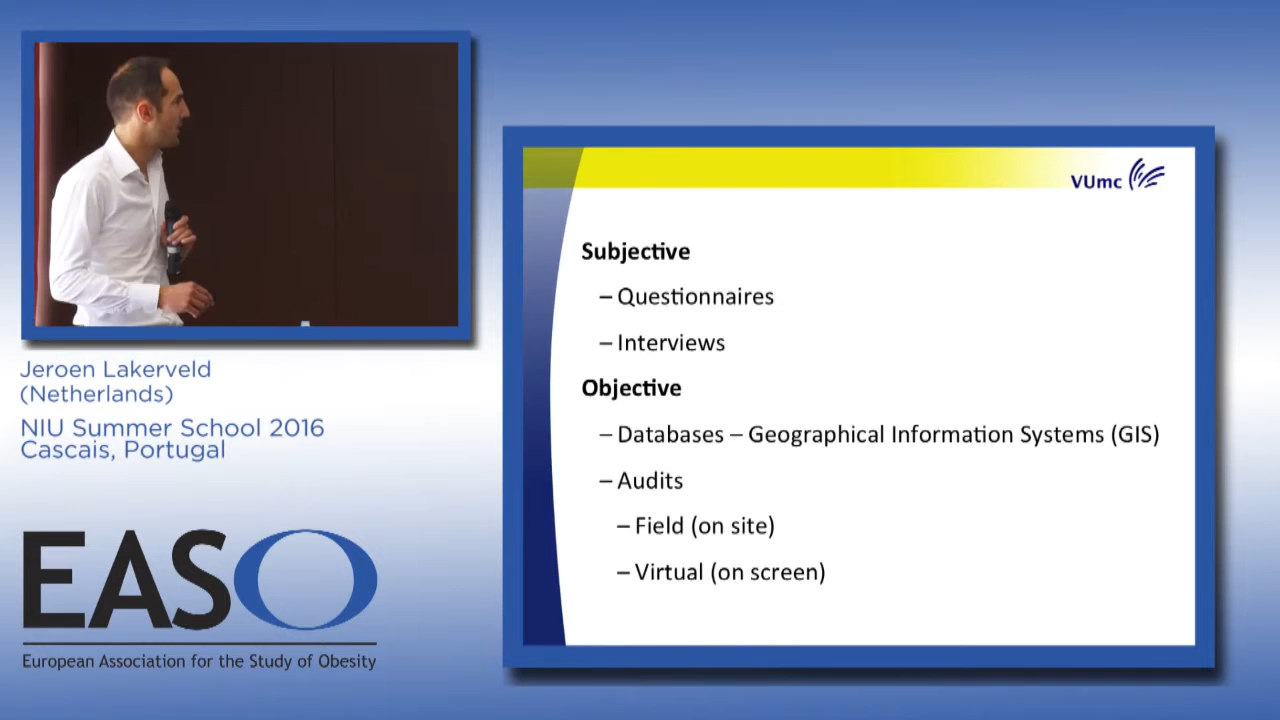 VUmc
Subjective
– Questionnaires
– Interviews
Objective
– Databases – Geographical Information Systems (GIS)
– Audits
– Field (on site)
– Virtual (on screen)
Jeroen Lakerveld
(Netherlands)
NIU Summer School 2016
Cascais, Portugal
EASO
European Association for the Study of Obesity